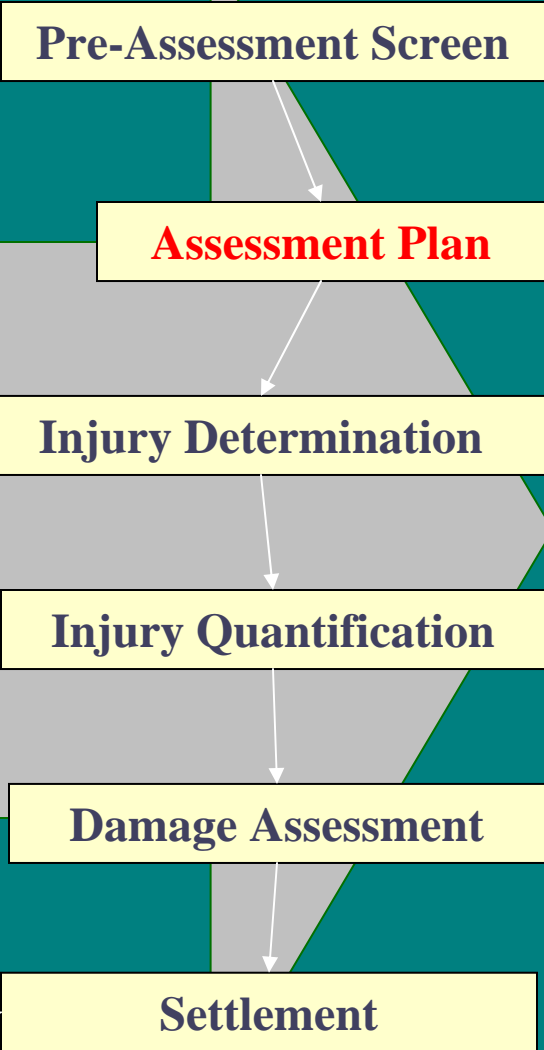 Pre-Assessment Screen
Assessment Plan
Injury Determination
Injury Quantification
Damage Assessment
Settlement